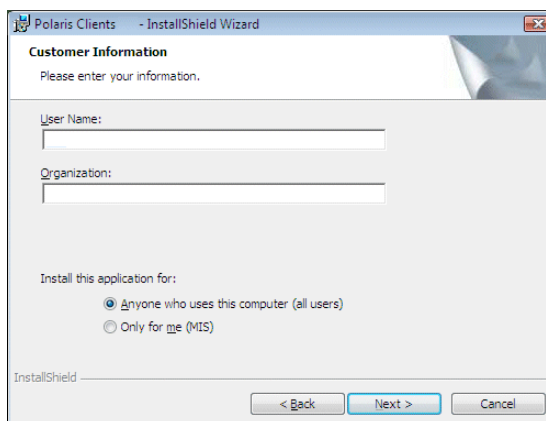 Polaris Clients - InstallShield Wizard
Customer Information
Please enter your information.
User Name:
Organization:
Install this application for:
Anyone who uses this computer (all users)
Only for me (MIS)
InstallShield
< Back Next > Cancel